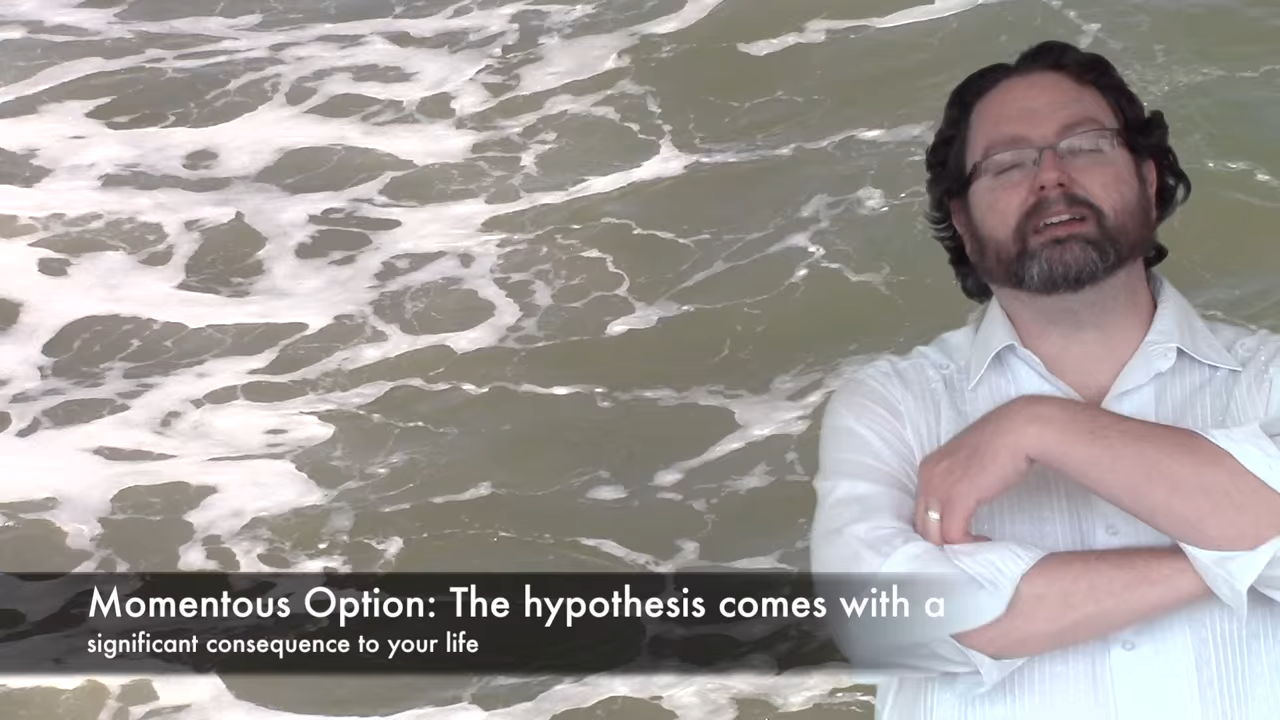 Momentous Option: The hypothesis comes with a
significant consequence to your life